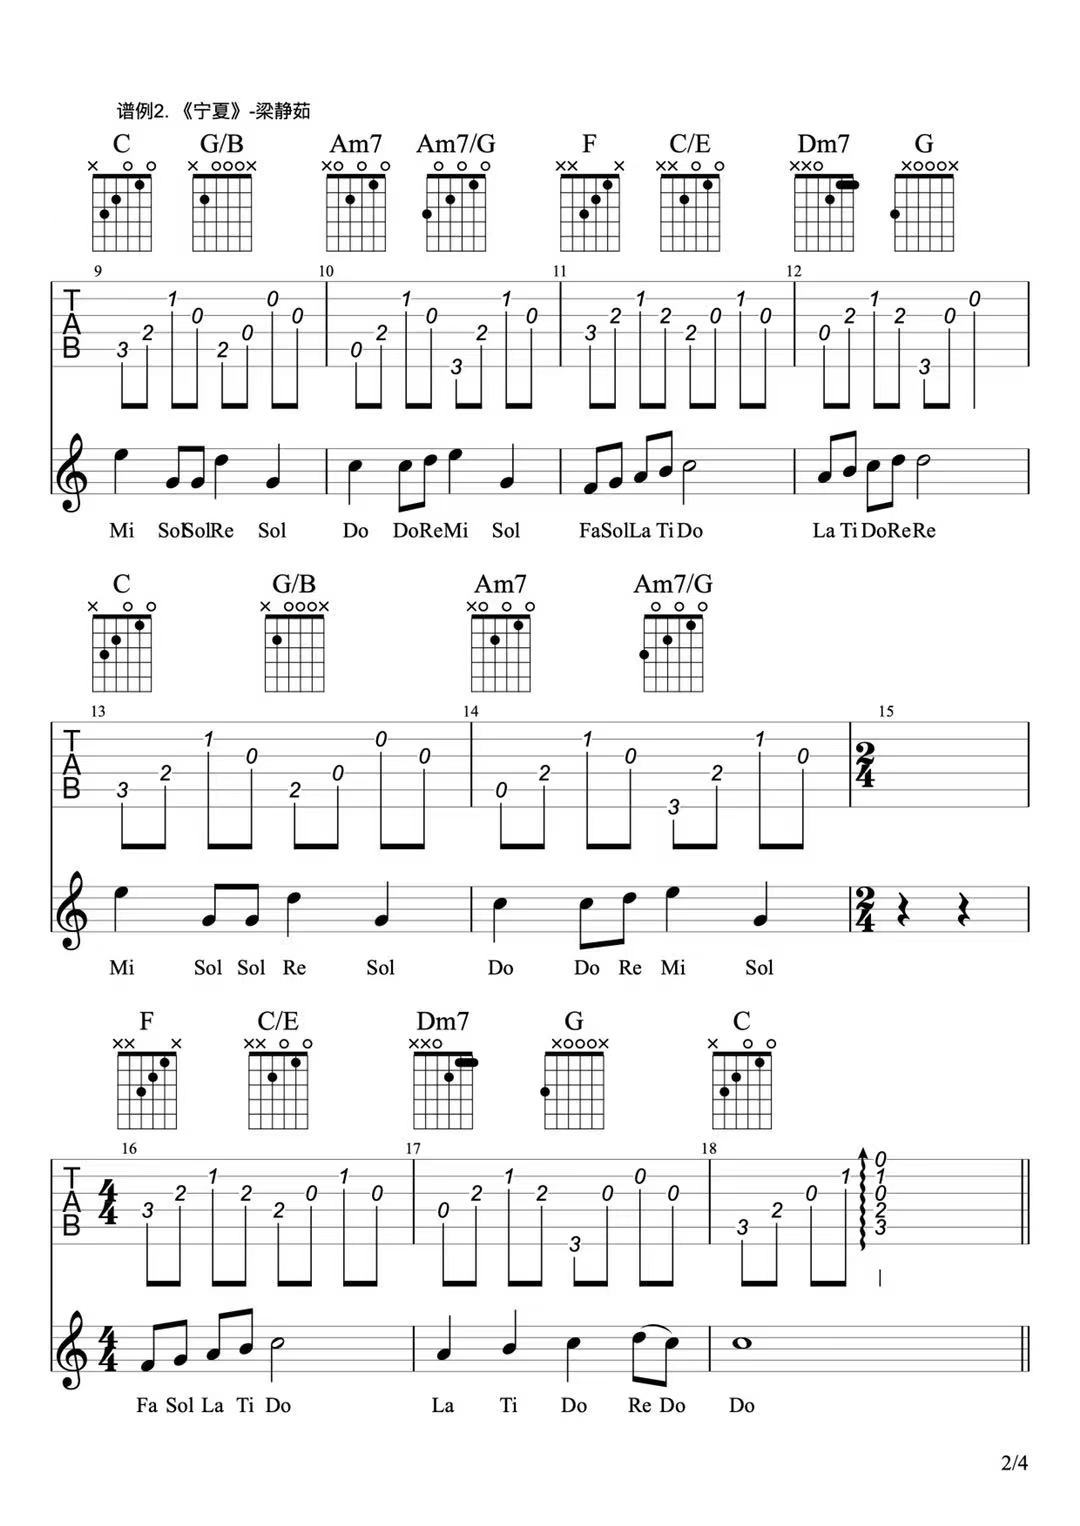 谱例2.《宁夏》-梁静茹
C G/B Am7 Am7/G F C/E Dm7 G
9 10 11 12
T A B 3 2 1 0 2 0 0 0 0 2 1 0 3 2 1 0 3 2 1 2 2 0 1 0 0 2 1 2 3 0 0
Mi Sol Sol Re Sol Do Do Re Mi Sol Fa Sol La Ti Do La Ti Do Re Re
C G/B Am7 Am7/G
13 14 15
T A B 3 2 1 0 2 0 0 0 0 2 1 0 3 2 1 0 2/4
2/4
Mi Sol Sol Re Sol Do Do Re Mi Sol
F C/E Dm7 G C
16 17 18
T A B 4/4 3 2 1 2 2 0 1 0 0 2 1 2 3 0 0 0 3 2 0 1 0 1 0 2 3
4/4
Fa Sol La Ti Do La Ti Do Re Do Do
2/4